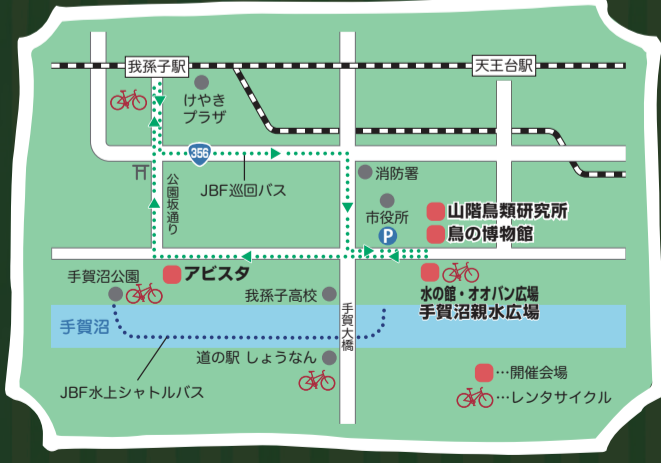 我孫子駅
天王台駅
けやき
プラザ
356
JBF巡回バス
消防署
公園坂通り
市役所
P
山階鳥類研究所
鳥の博物館
アビスタ
手賀沼公園
我孫子高校
水の館・オオバン広場
手賀沼親水広場
手賀大橋
手賀沼
道の駅 しょうなん
JBF水上シャトルバス
…開催会場
…レンタサイクル